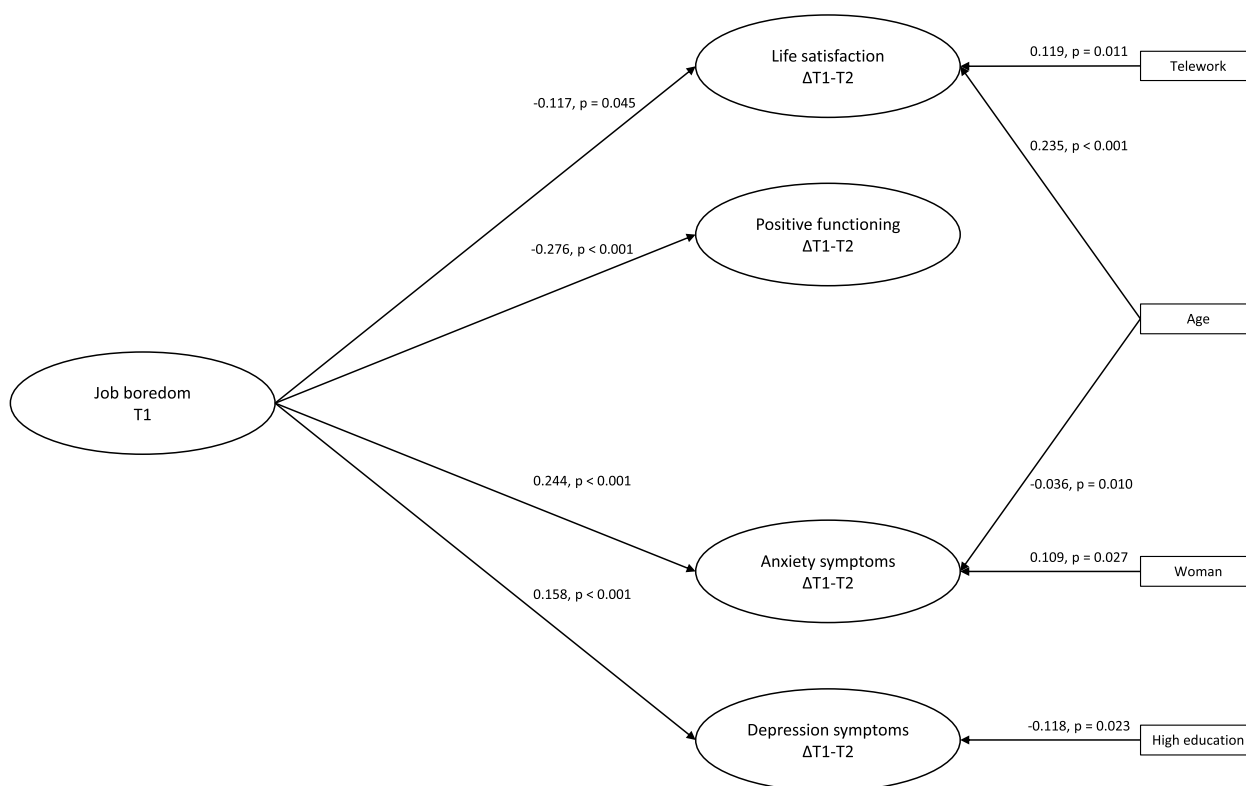 Life satisfaction
ΔT1-T2
0.119, p = 0.011
Telework
-0.117, p = 0.045
0.235, p < 0.001
Positive functioning
ΔT1-T2
-0.276, p < 0.001
Age
Job boredom
T1
0.244, p < 0.001
-0.036, p = 0.010
Anxiety symptoms
ΔT1-T2
0.109, p = 0.027
Woman
0.158, p < 0.001
Depression symptoms
ΔT1-T2
-0.118, p = 0.023
High education